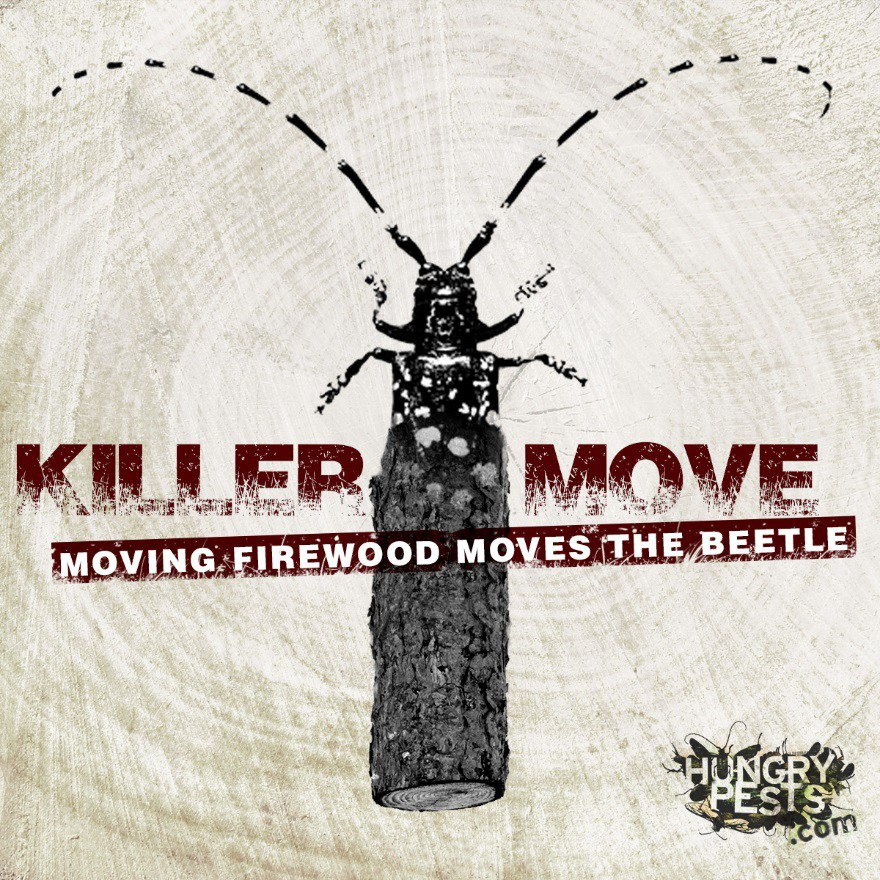 KILLER MOVE
MOVING FIREWOOD MOVES THE BEETLE
HUNGRY
PESTS
.com